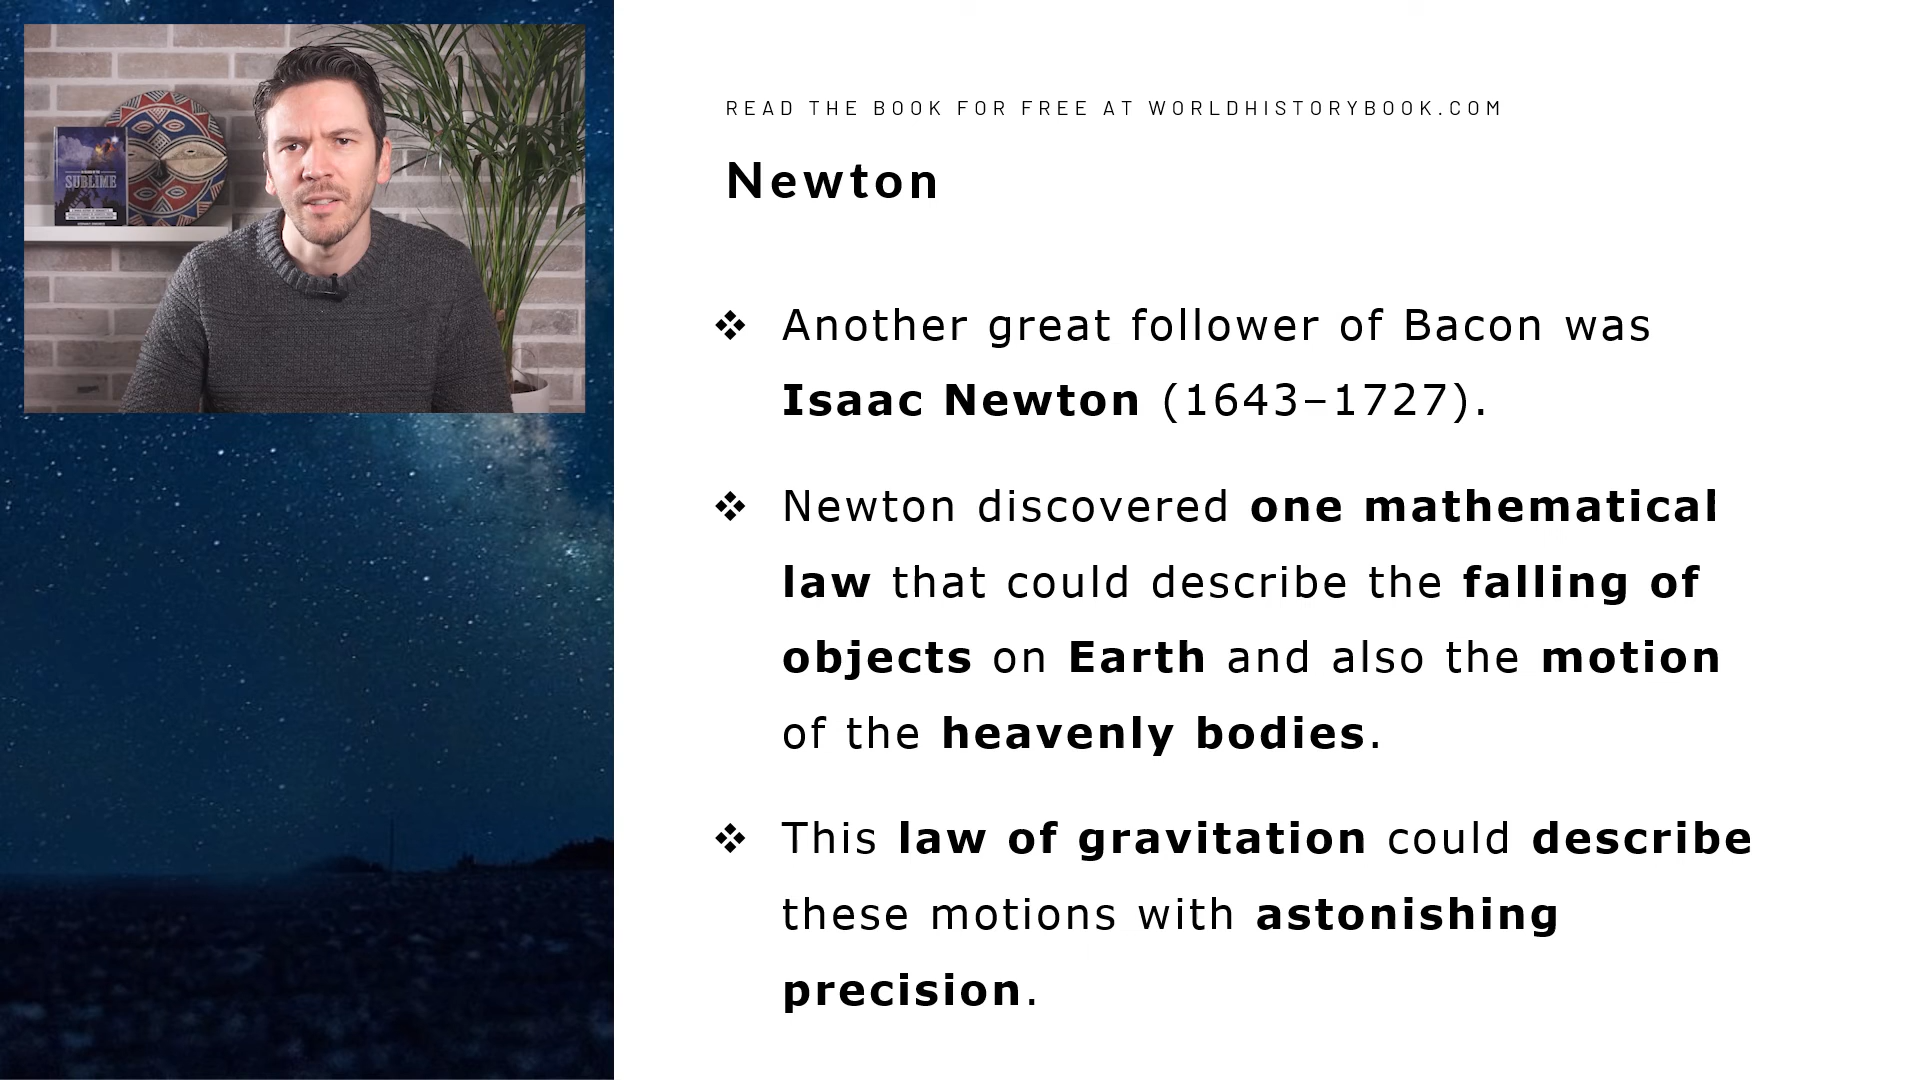 READ THE BOOK FOR FREE AT WORLDHISTORYBOOK.COM
Newton
❖ Another great follower of Bacon was
Isaac Newton (1643–1727).
❖ Newton discovered one mathematical
law that could describe the falling of
objects on Earth and also the motion
of the heavenly bodies.
❖ This law of gravitation could describe
these motions with astonishing
precision.
SUBLIME